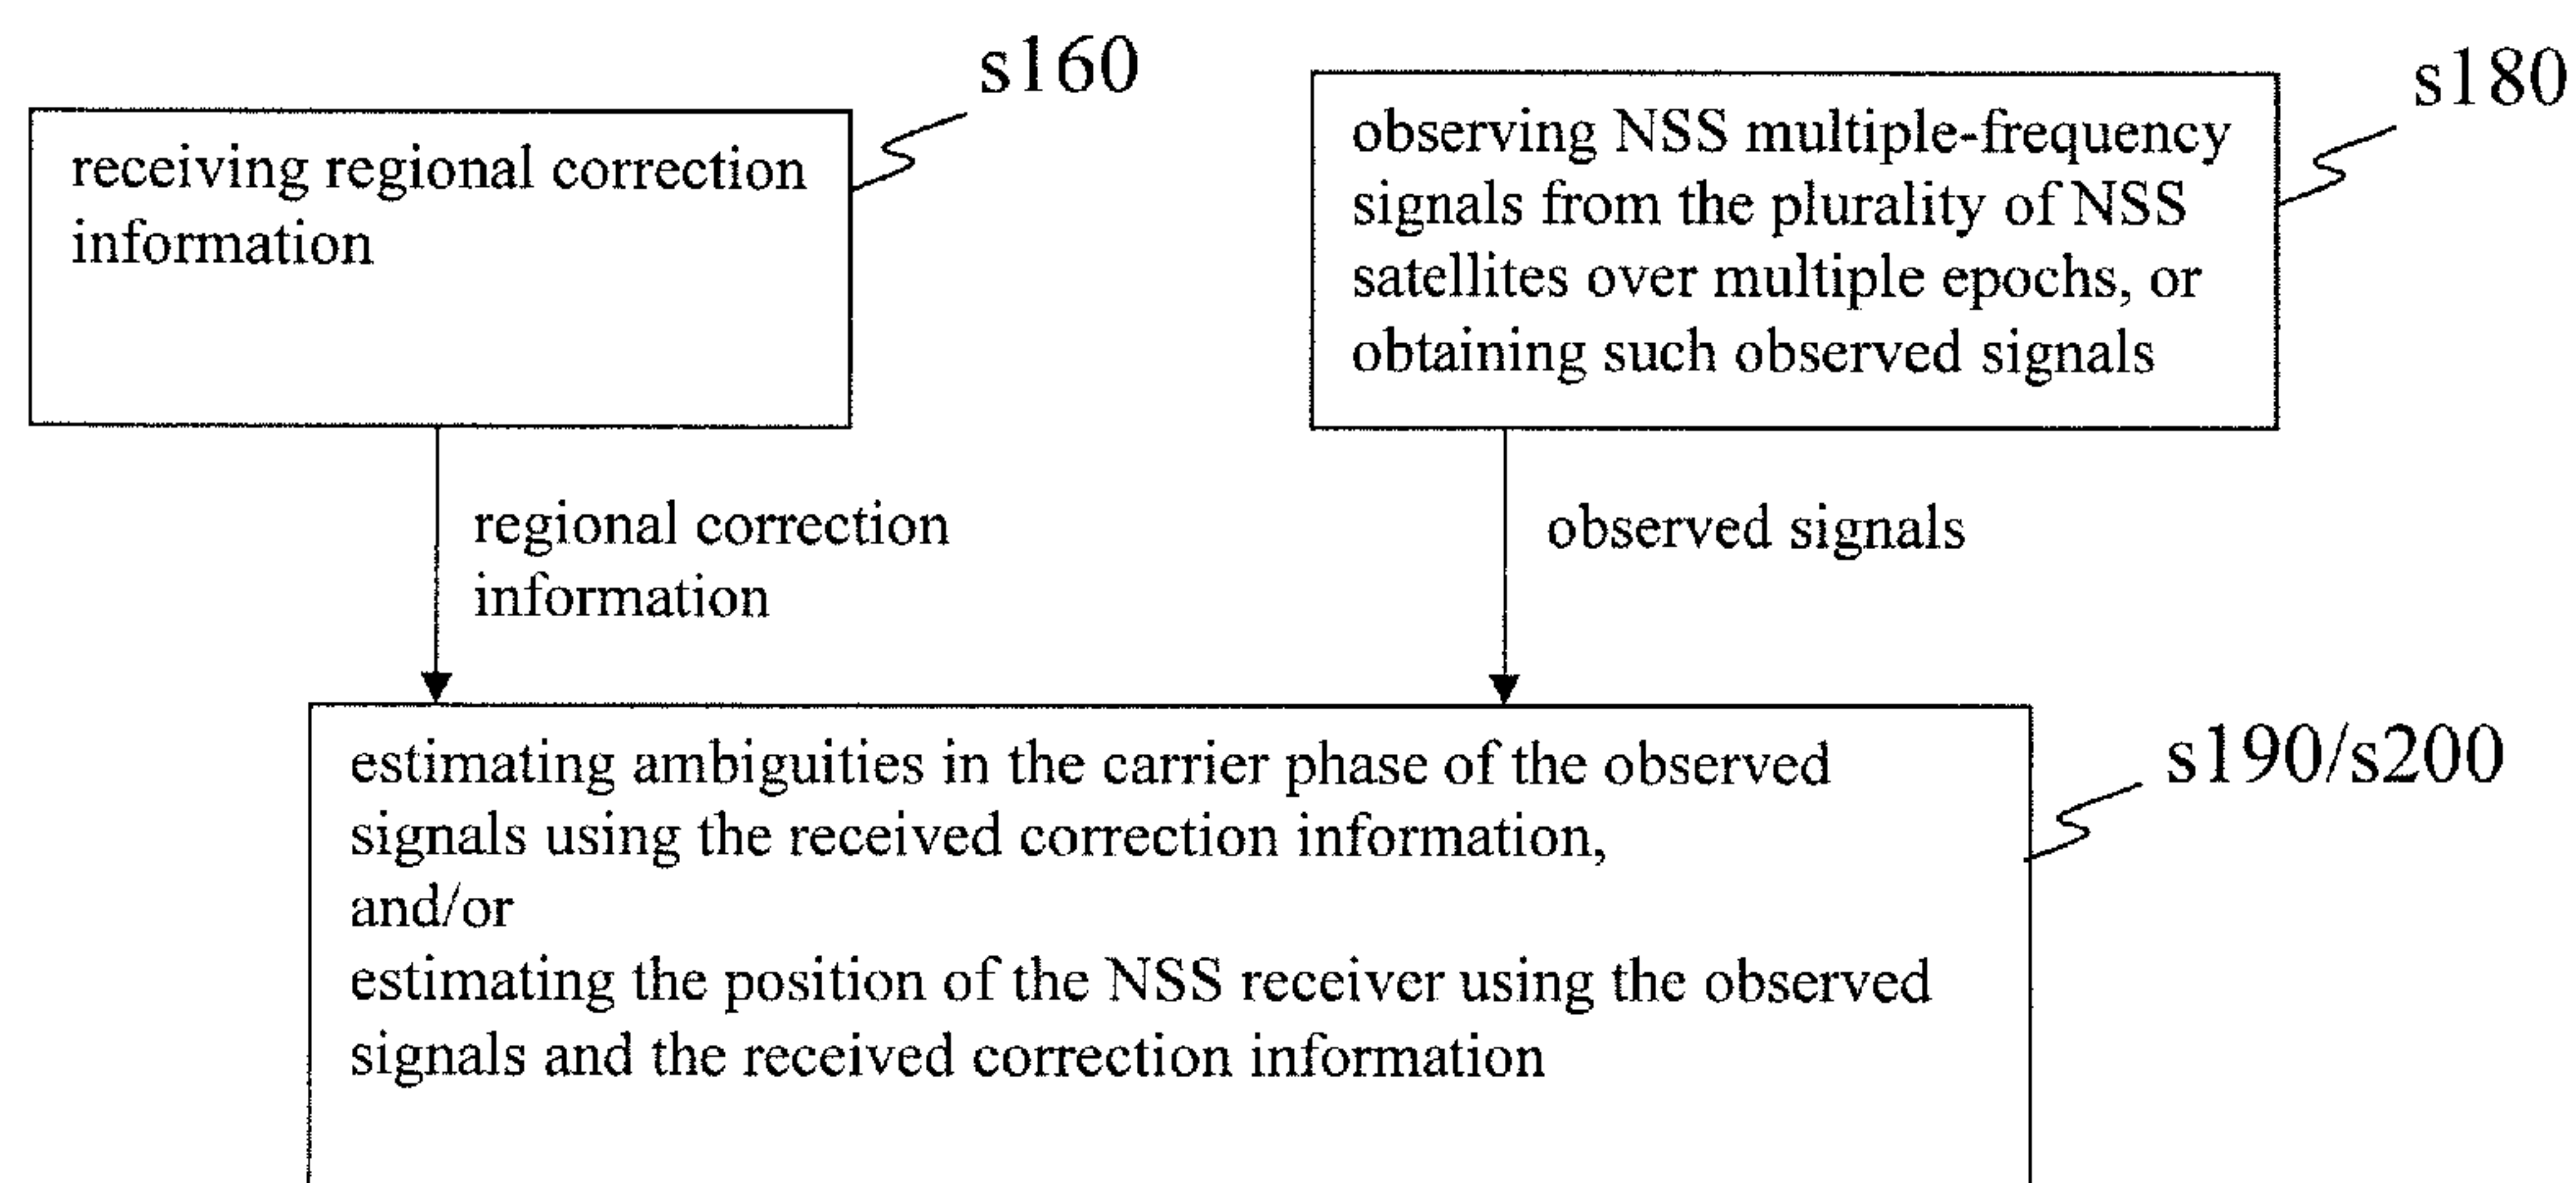 s160
receiving regional correction
information
s180
observing NSS multiple-frequency
signals from the plurality of NSS
satellites over multiple epochs, or
obtaining such observed signals
regional correction
information
observed signals
s190/s200
estimating ambiguities in the carrier phase of the observed
signals using the received correction information,
and/or
estimating the position of the NSS receiver using the observed
signals and the received correction information